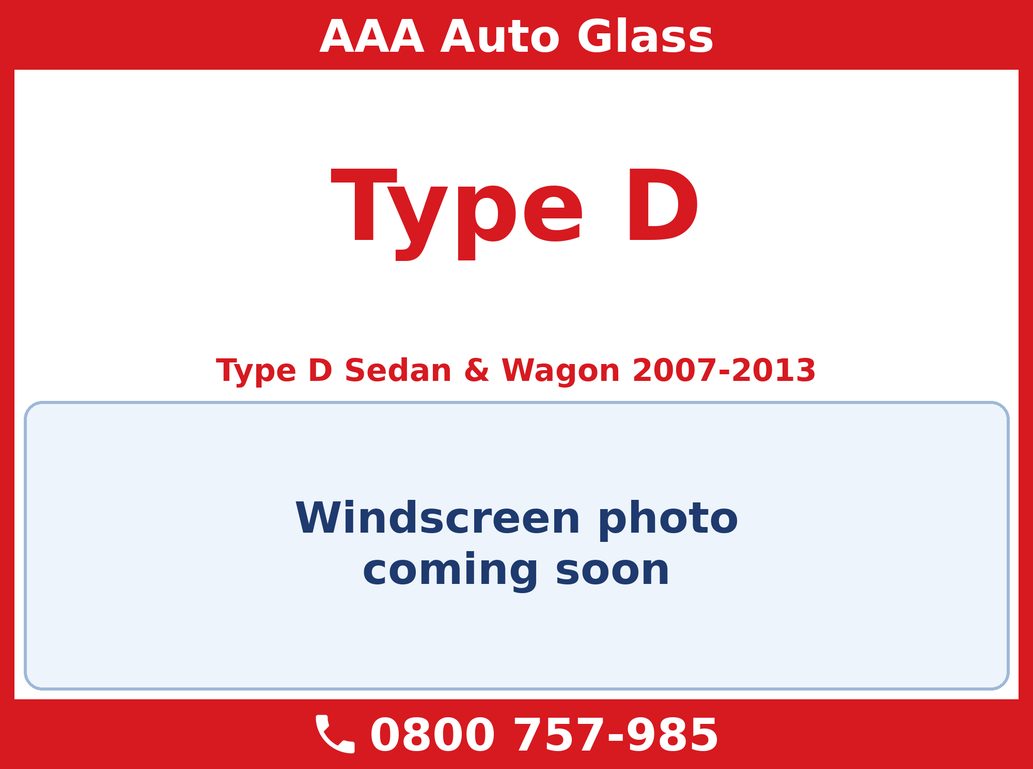 AAA Auto Glass
Type D
Type D Sedan & Wagon 2007-2013
Windscreen photo
coming soon
0800 757-985